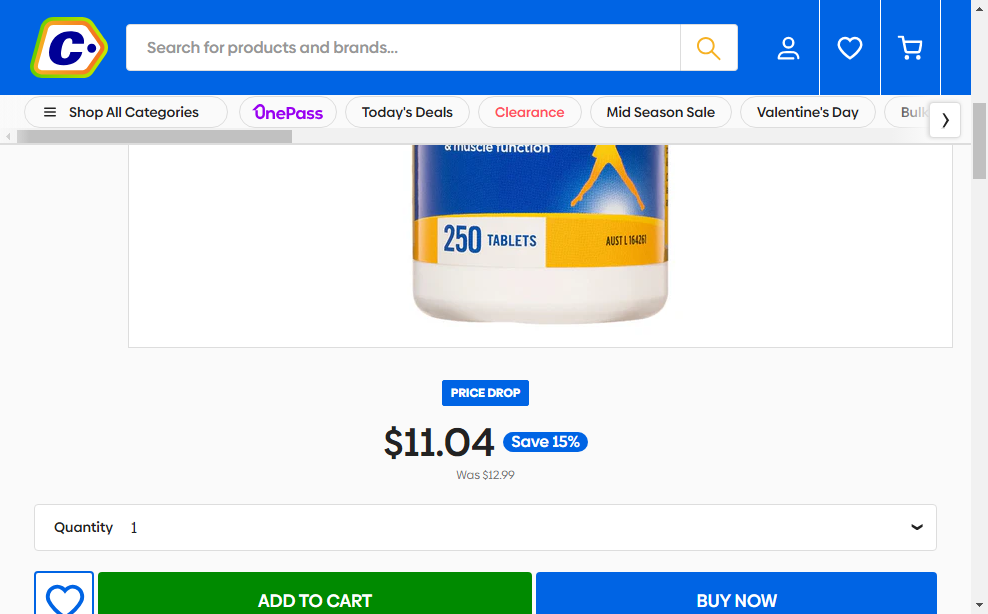 C
Search for products and brands...
Shop All Categories
OnePass
Today's Deals
Clearance
Mid Season Sale
Valentine's Day
Bulk
& muscle function
250 TABLETS
AUST L 164261
PRICE DROP
$11.04 Save 15%
Was $12.99
Quantity 1
ADD TO CART
BUY NOW